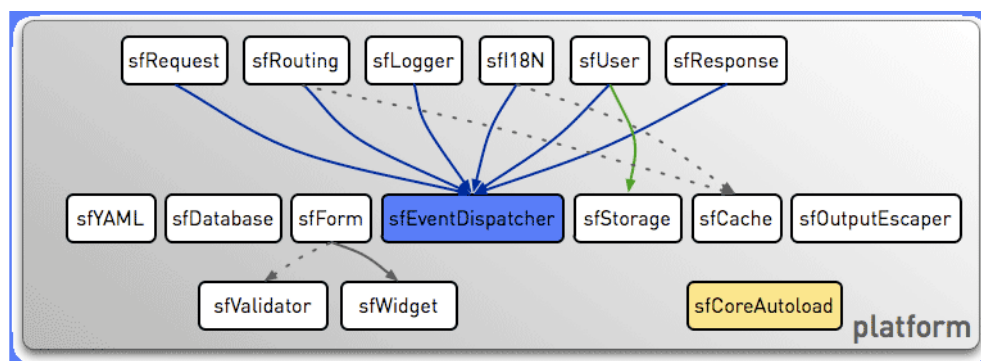 sfRequest
sfRouting
sfLogger
sfI18N
sfUser
sfResponse
sfYAML
sfDatabase
sfForm
sfEventDispatcher
sfStorage
sfCache
sfOutputEscaper
sfValidator
sfWidget
sfCoreAutoload
platform